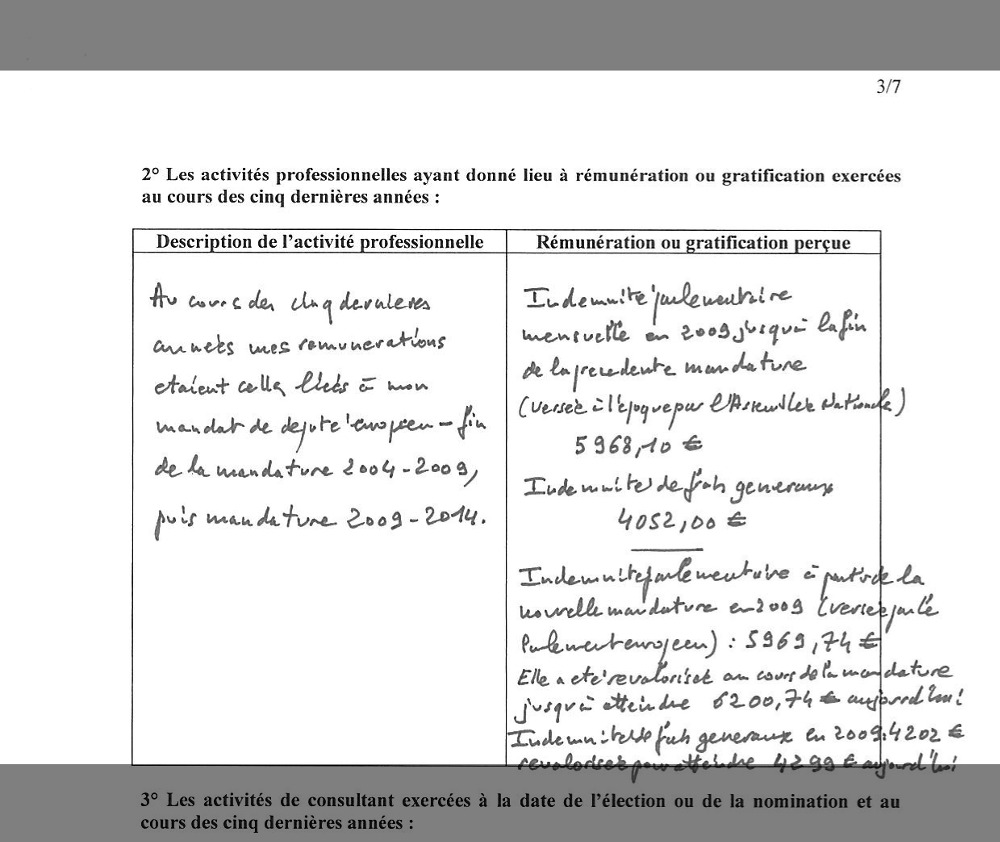 3/7
2° Les activités professionnelles ayant donné lieu à rémunération ou gratification exercées
au cours des cinq dernières années :
Description de l'activité professionnelle
Rémunération ou gratification perçue
Au cours des cinq dernieres
années mes remunerations
etaient celles liées à mon
mandat de deputé européen - fin
de la mandature 2004-2009,
puis mandature 2009-2014.
Indemnité parlementaire
mensuelle en 2009 jusqu'à la fin
de la precedente mandature
(versée à l'époque par l'Assemblée Nationale)
5968,10 €
Indemnité de frais generaux
4052,00 €
Indemnité parlementaire à partir de la
nouvelle mandature en 2009 (versée par le
Parlement européen) : 5969,74 €
Elle a eté revalorisée au cours de la mandature
jusqu'à atteindre 6200,74 € aujourd'hui
Indemnité de frais generaux en 2009: 4202 €
revalorisée pour atteindre 4299 € aujourd'hui
3° Les activités de consultant exercées à la date de l'élection ou de la nomination et au
cours des cinq dernières années :